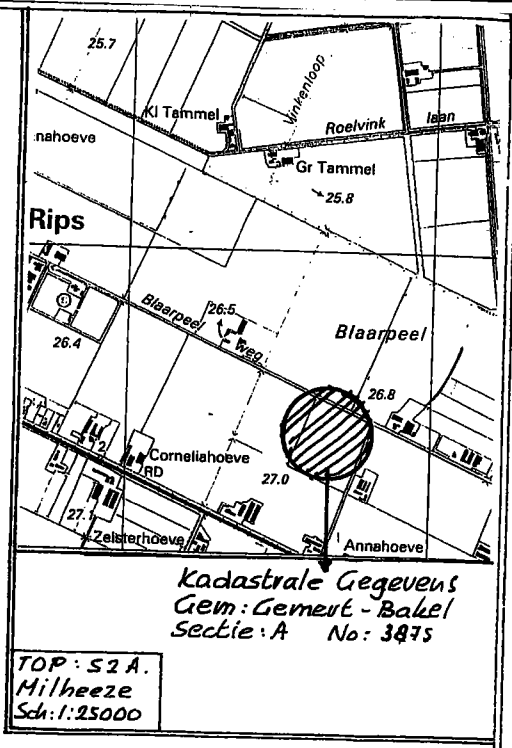 25.7
Kl Tammel
Vinkenloop
Roelvink laan
nahoeve
Gr Tammel
25.8
Rips
Blaarpeel weg
26.5
Blaarpeel
26.4
26.8
Corneliahoeve
RD
27.0
27.1
Zeisterhoeve
Annahoeve
Kadastrale Gegevens
Gem: Gemert - Bakel
Sectie: A No: 3875
TOP: 52A.
Milheeze
Sch: 1:25000